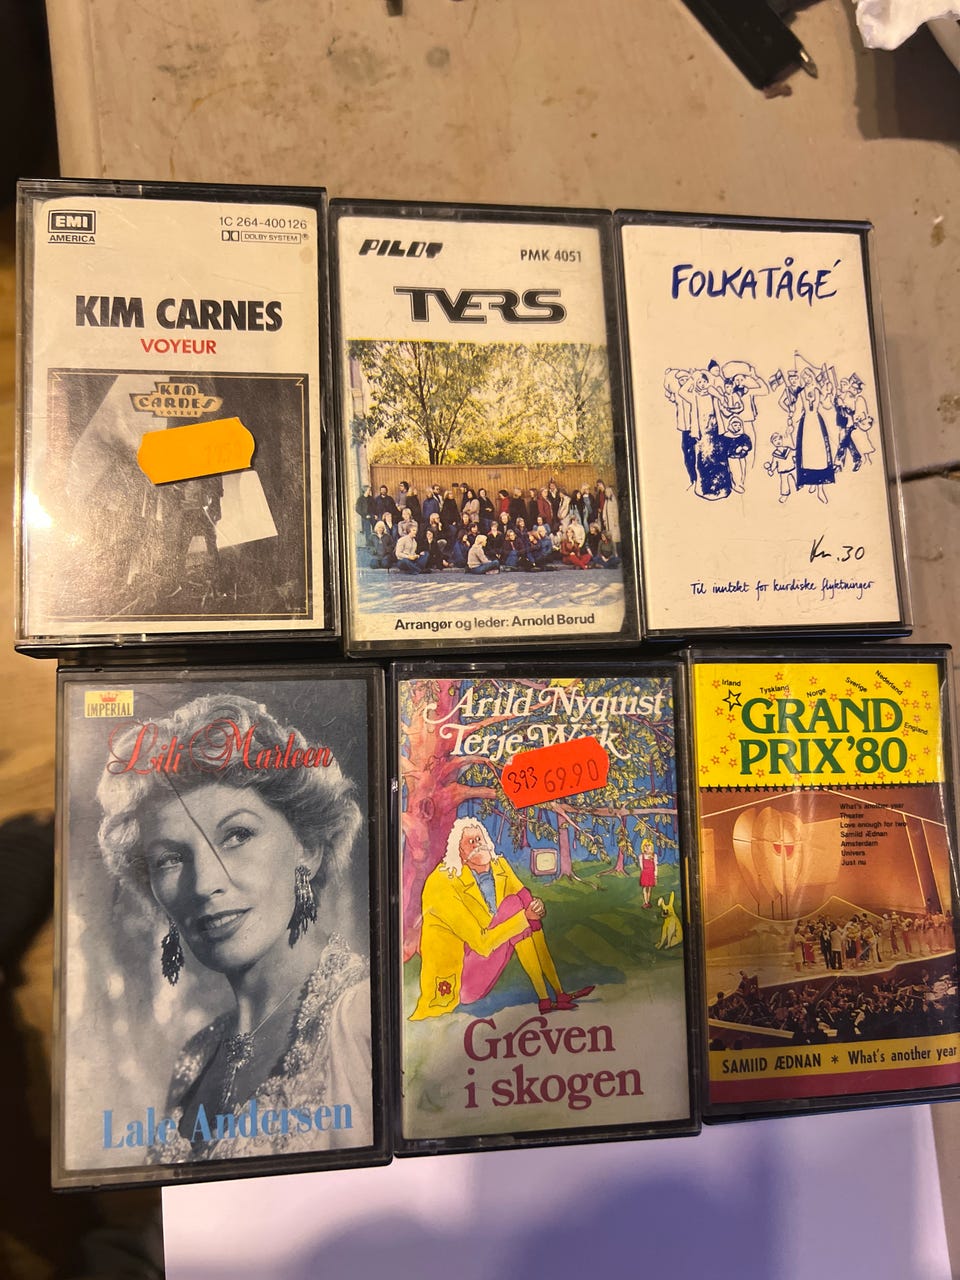 EMI
AMERICA
1C 264-400126
DOLBY SYSTEM®
KIM CARNES
VOYEUR
KIM
CARNES
VOYEUR
PILOT
PMK 4051
TVERS
Arrangør og leder: Arnold Børud
FOLKATÅGÉ
Kr. 30
Til inntekt for kurdiske flyktninger
IMPERIAL
Lili Marleen
Lale Andersen
Arild Nyquist
Terje Wiik
393 69.90
Greven
i skogen
Irland
Tyskland
Norge
Sverige
Nederland
England
GRAND
PRIX '80
What's another year
Theater
Love enough for two
Samiid Ædnan
Amsterdam
Univers
Just nu
SAMIID ÆDNAN * What's another year